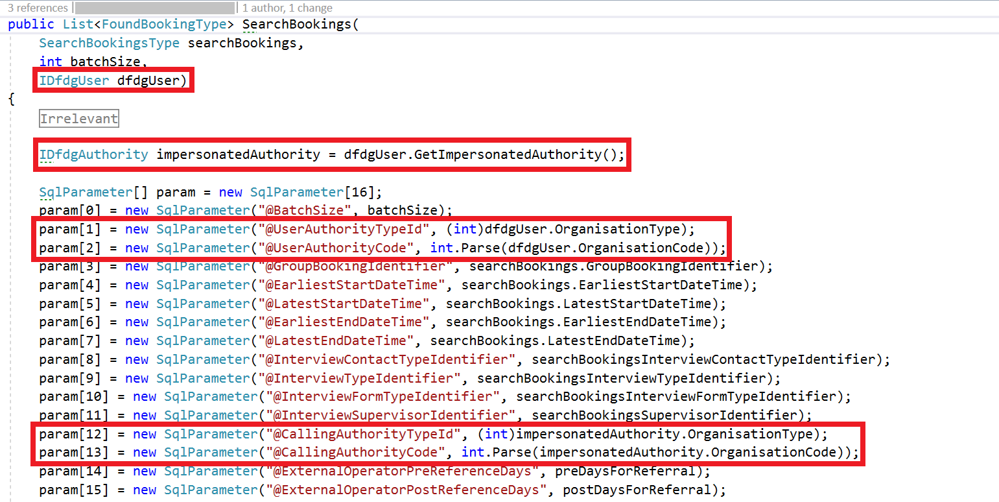 3 references | | 1 author, 1 change
public List<FoundBookingType> SearchBookings(
SearchBookingsType searchBookings,
int batchSize,
IDfdgUser dfdgUser)
{
Irrelevant
IDfdgAuthority impersonatedAuthority = dfdgUser.GetImpersonatedAuthority();
SqlParameter[] param = new SqlParameter[16];
param[0] = new SqlParameter("@BatchSize", batchSize);
param[1] = new SqlParameter("@UserAuthorityTypeId", (int)dfdgUser.OrganisationType);
param[2] = new SqlParameter("@UserAuthorityCode", int.Parse(dfdgUser.OrganisationCode));
param[3] = new SqlParameter("@GroupBookingIdentifier", searchBookings.GroupBookingIdentifier);
param[4] = new SqlParameter("@EarliestStartDateTime", searchBookings.EarliestStartDateTime);
param[5] = new SqlParameter("@LatestStartDateTime", searchBookings.LatestStartDateTime);
param[6] = new SqlParameter("@EarliestEndDateTime", searchBookings.EarliestEndDateTime);
param[7] = new SqlParameter("@LatestEndDateTime", searchBookings.LatestEndDateTime);
param[8] = new SqlParameter("@InterviewContactTypeIdentifier", searchBookingsInterviewContactTypeIdentifier);
param[9] = new SqlParameter("@InterviewTypeIdentifier", searchBookingsInterviewTypeIdentifier);
param[10] = new SqlParameter("@InterviewFormTypeIdentifier", searchBookingsInterviewFormTypeIdentifier);
param[11] = new SqlParameter("@InterviewSupervisorIdentifier", searchBookingsSupervisorIdentifier);
param[12] = new SqlParameter("@CallingAuthorityTypeId", (int)impersonatedAuthority.OrganisationType);
param[13] = new SqlParameter("@CallingAuthorityCode", int.Parse(impersonatedAuthority.OrganisationCode));
param[14] = new SqlParameter("@ExternalOperatorPreReferenceDays", preDaysForReferral);
param[15] = new SqlParameter("@ExternalOperatorPostReferenceDays", postDaysForReferral);